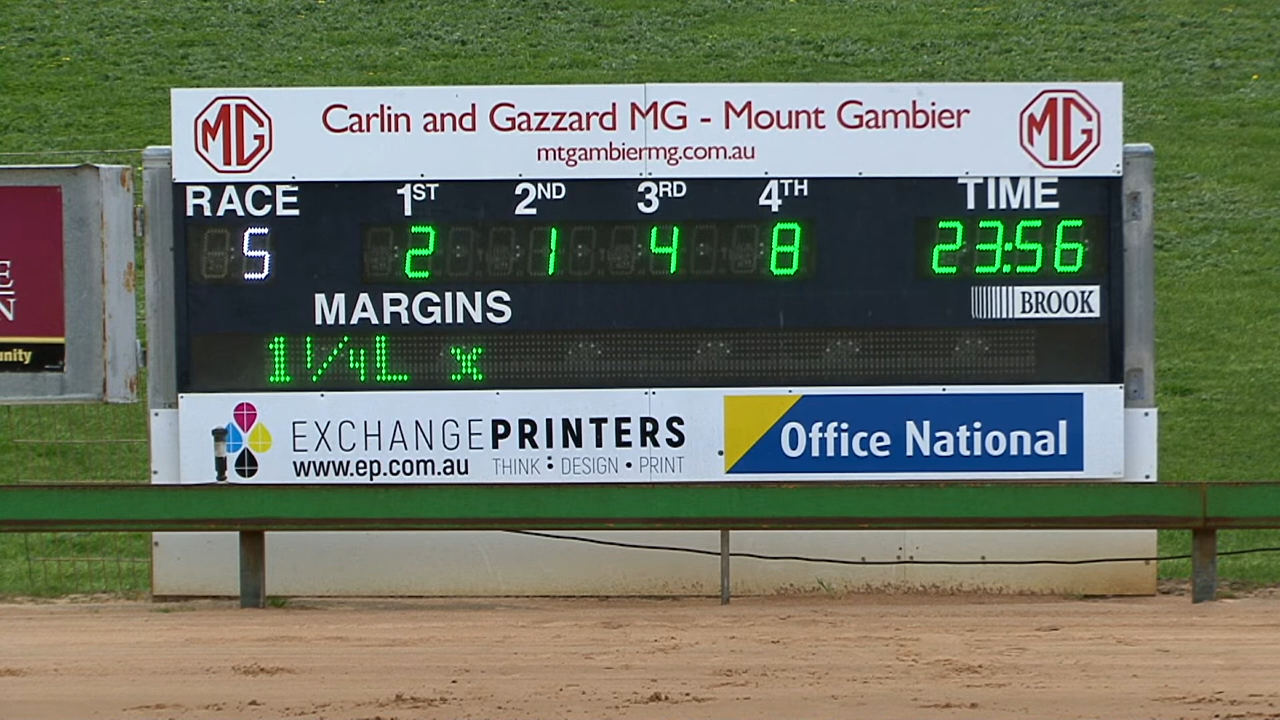 MG Carlin and Gazzard MG - Mount Gambier MG
mtgambiermg.com.au
RACE 1ST 2ND 3RD 4TH TIME
5 2 1 4 8 23:56
MARGINS BROOK
1 1/4L x
EXCHANGEPRINTERS Office National
www.ep.com.au THINK : DESIGN • PRINT
E
N
unity